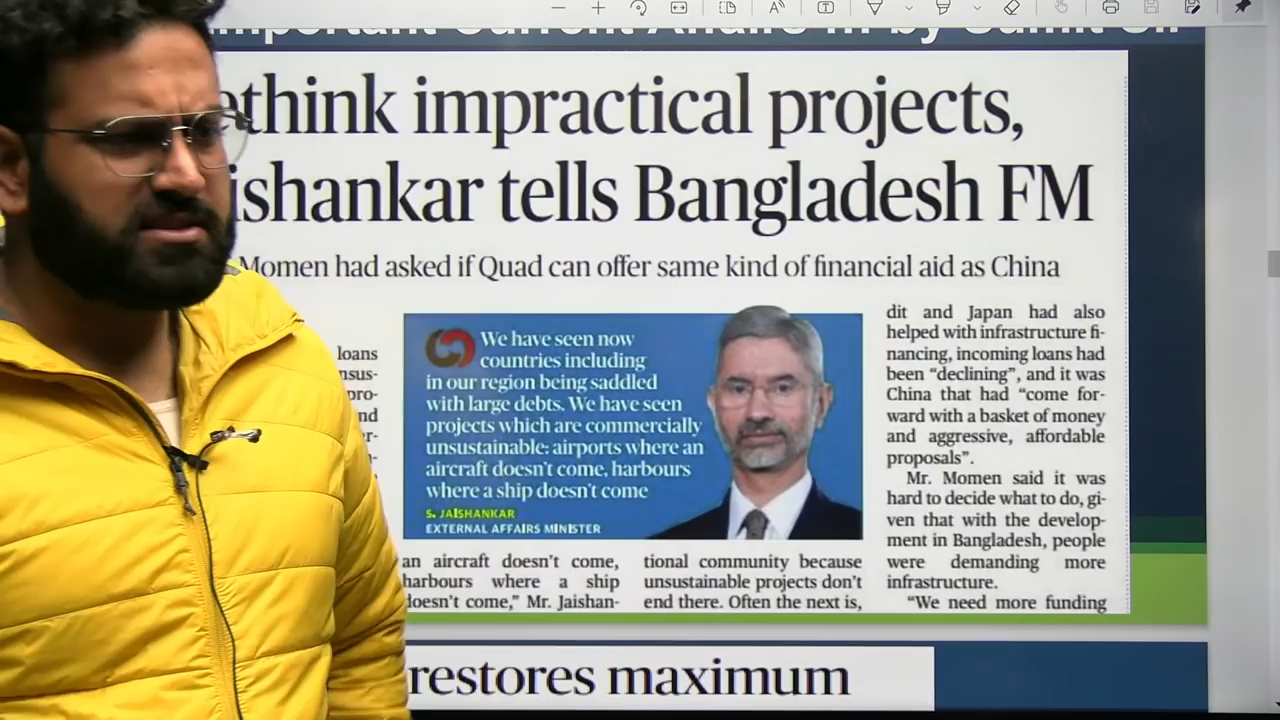 ethink impractical projects,
ishankar tells Bangladesh FM
Momen had asked if Quad can offer same kind of financial aid as China
loans
nsus-
pro-
nd
er-
We have seen now
countries including
in our region being saddled
with large debts. We have seen
projects which are commercially
unsustainable: airports where an
aircraft doesn't come, harbours
where a ship doesn't come
S. JAISHANKAR
EXTERNAL AFFAIRS MINISTER
an aircraft doesn't come,
harbours where a ship
doesn't come," Mr. Jaishan-
tional community because
unsustainable projects don't
end there. Often the next is,
dit and Japan had also
helped with infrastructure fi-
nancing, incoming loans had
been "declining", and it was
China that had "come for-
ward with a basket of money
and aggressive, affordable
proposals".
Mr. Momen said it was
hard to decide what to do, gi-
ven that with the develop-
ment in Bangladesh, people
were demanding more
infrastructure.
"We need more funding
restores maximum